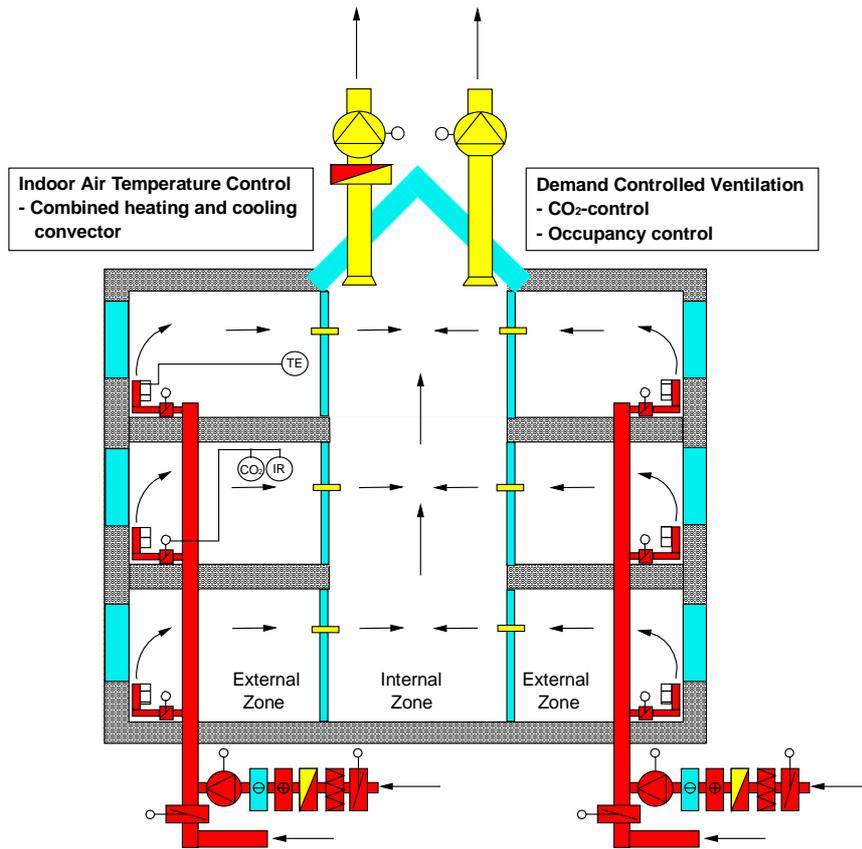 Indoor Air Temperature Control
- Combined heating and cooling
convector
Demand Controlled Ventilation
- CO₂-control
- Occupancy control
TE
CO₂ IR
External
Zone
Internal
Zone
External
Zone